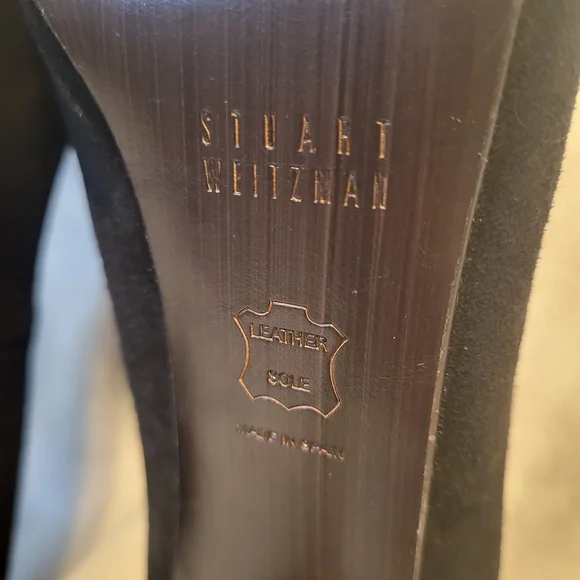 STUART
WEITZMAN
LEATHER
SOLE
MADE IN SPAIN